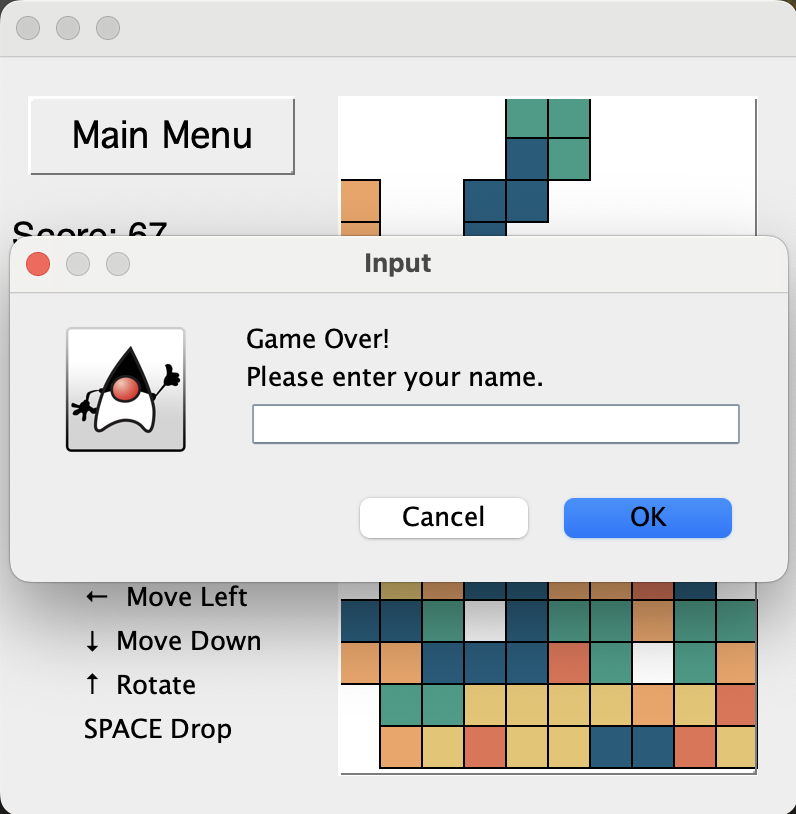 Main Menu
Score: 67
Input
Game Over!
Please enter your name.
Cancel
OK
← Move Left
↓ Move Down
↑ Rotate
SPACE Drop